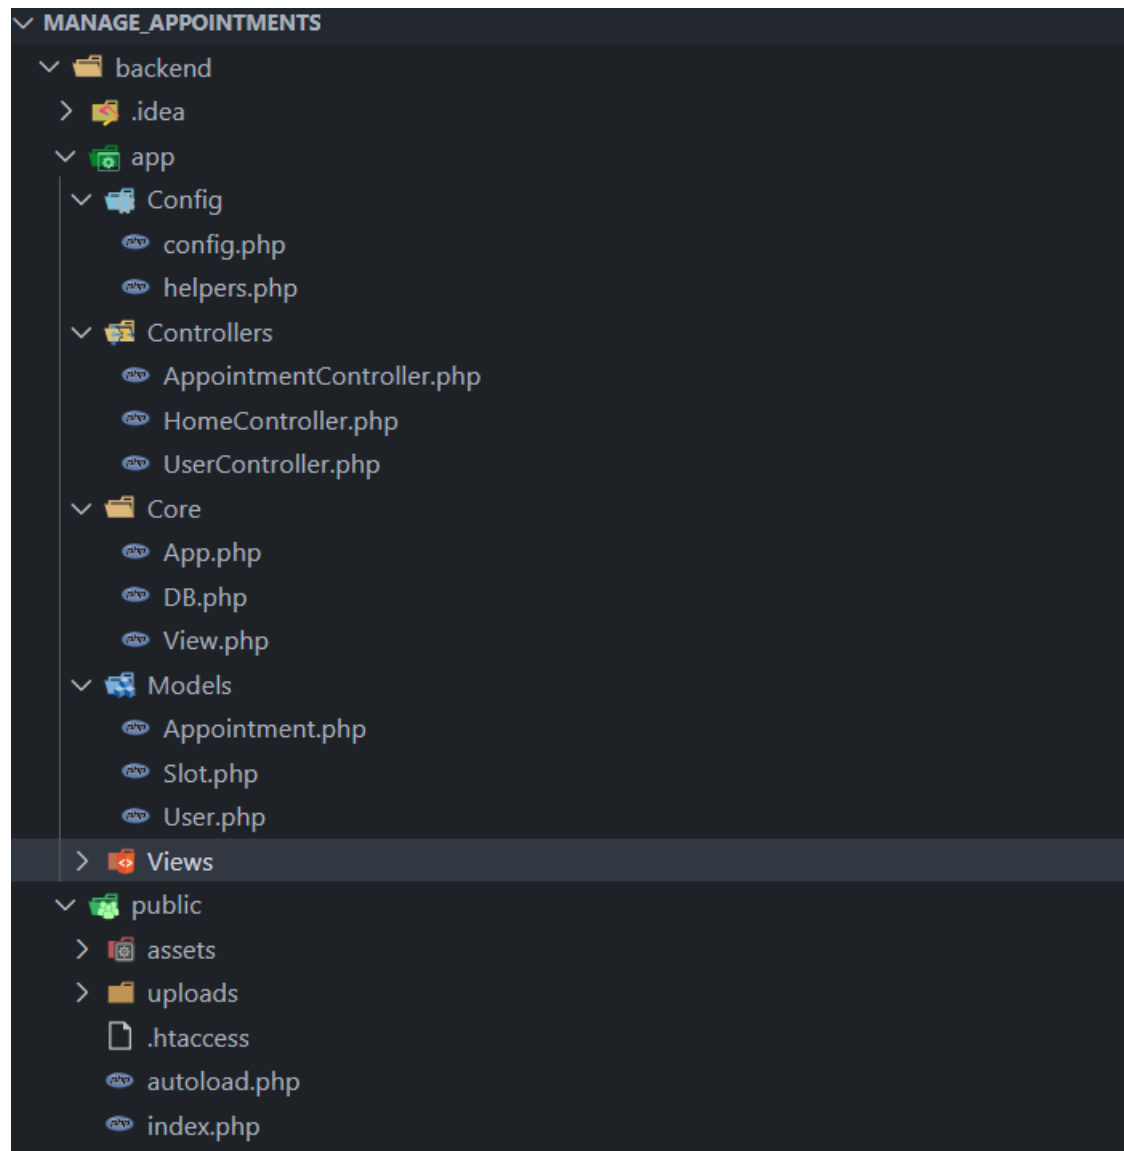 MANAGE_APPOINTMENTS
backend
.idea
app
Config
config.php
helpers.php
Controllers
AppointmentController.php
HomeController.php
UserController.php
Core
App.php
DB.php
View.php
Models
Appointment.php
Slot.php
User.php
Views
public
assets
uploads
.htaccess
autoload.php
index.php